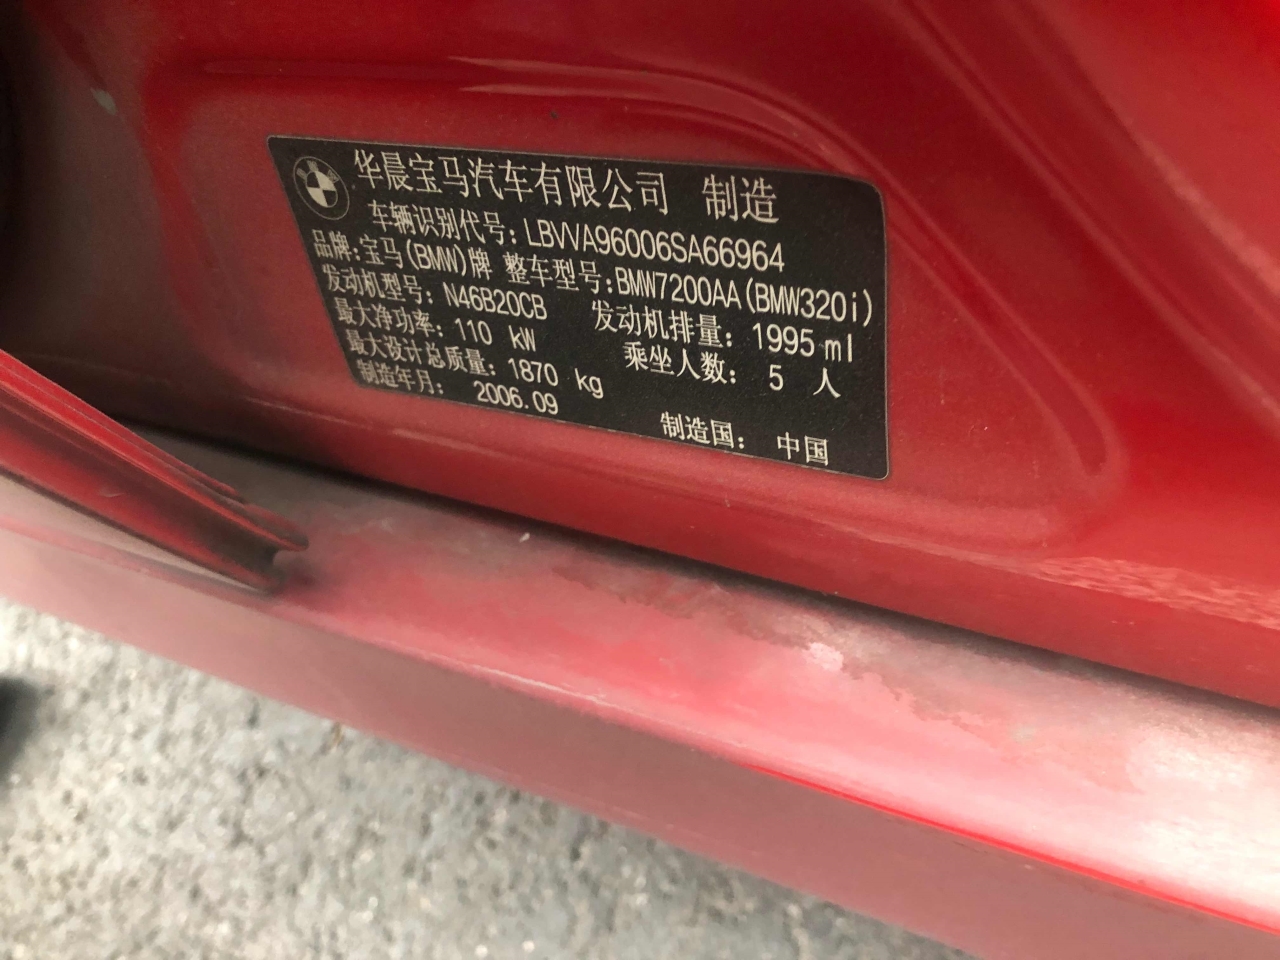 华晨宝马汽车有限公司 制造
车辆识别代号: LBVVA96006SA66964
品牌: 宝马(BMW)牌 整车型号: BMW7200AA(BMW320i)
发动机型号: N46B20CB 发动机排量: 1995 ml
最大净功率: 110 kW 乘坐人数: 5 人
最大设计总质量: 1870 kg
制造年月: 2006.09 制造国: 中国